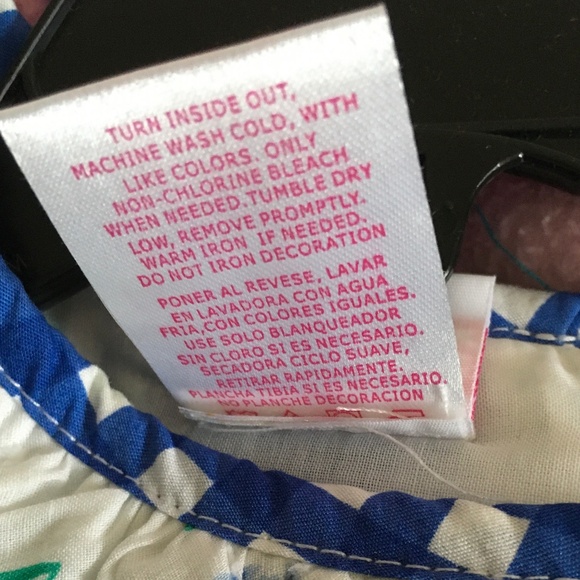 TURN INSIDE OUT,
MACHINE WASH COLD, WITH
LIKE COLORS. ONLY
NON-CHLORINE BLEACH
WHEN NEEDED. TUMBLE DRY
LOW, REMOVE PROMPTLY.
WARM IRON IF NEEDED.
DO NOT IRON DECORATION
PONER AL REVESE, LAVAR
EN LAVADORA CON AGUA
FRIA,CON COLORES IGUALES.
USE SOLO BLANQUEADOR
SIN CLORO SI ES NECESARIO.
SECADORA CICLO SUAVE,
RETIRAR RAPIDAMENTE.
PLANCHA TIBIA SI ES NECESARIO.
NO PLANCHE DECORACION